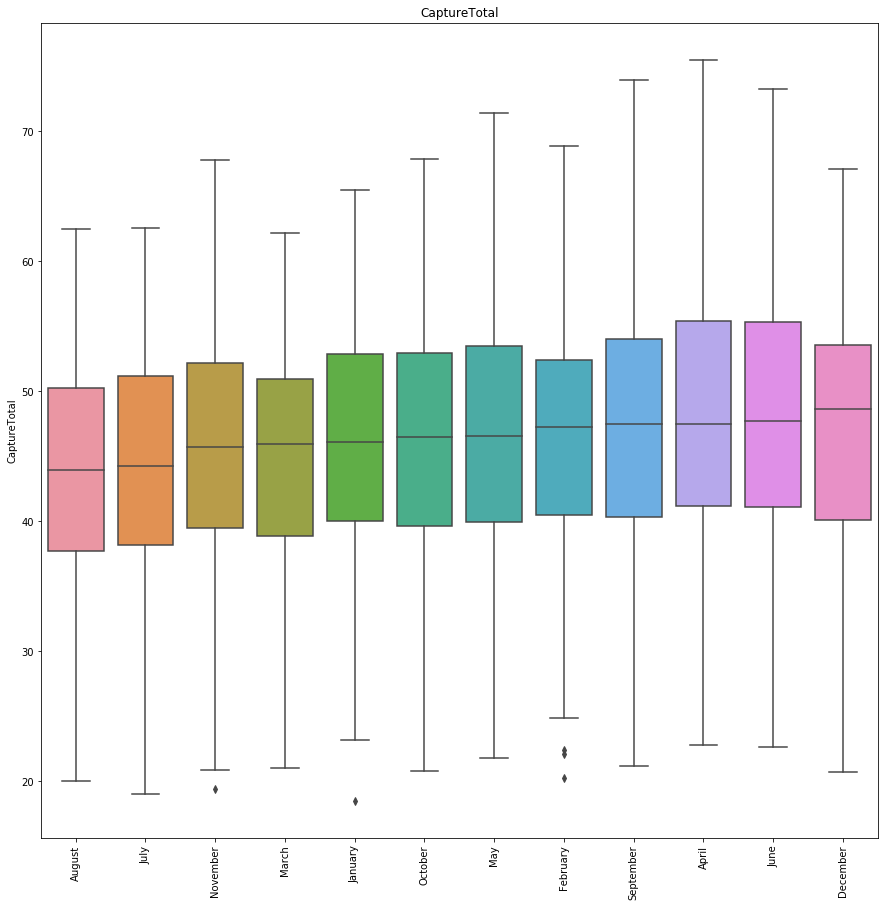 CaptureTotal
CaptureTotal
70
60
50
40
30
20
August
July
November
March
January
October
May
February
September
April
June
December